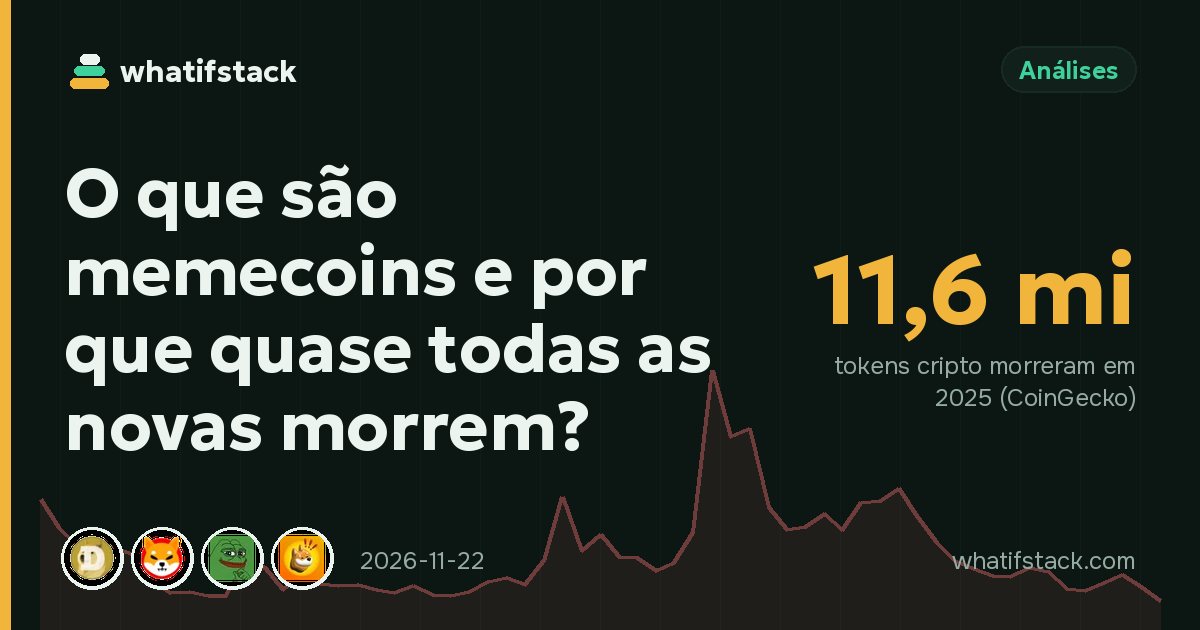 whatifstack
Análises
O que são
memecoins e por
que quase todas as
novas morrem?
11,6 mi
tokens cripto morreram em
2025 (CoinGecko)
2026-11-22
whatifstack.com